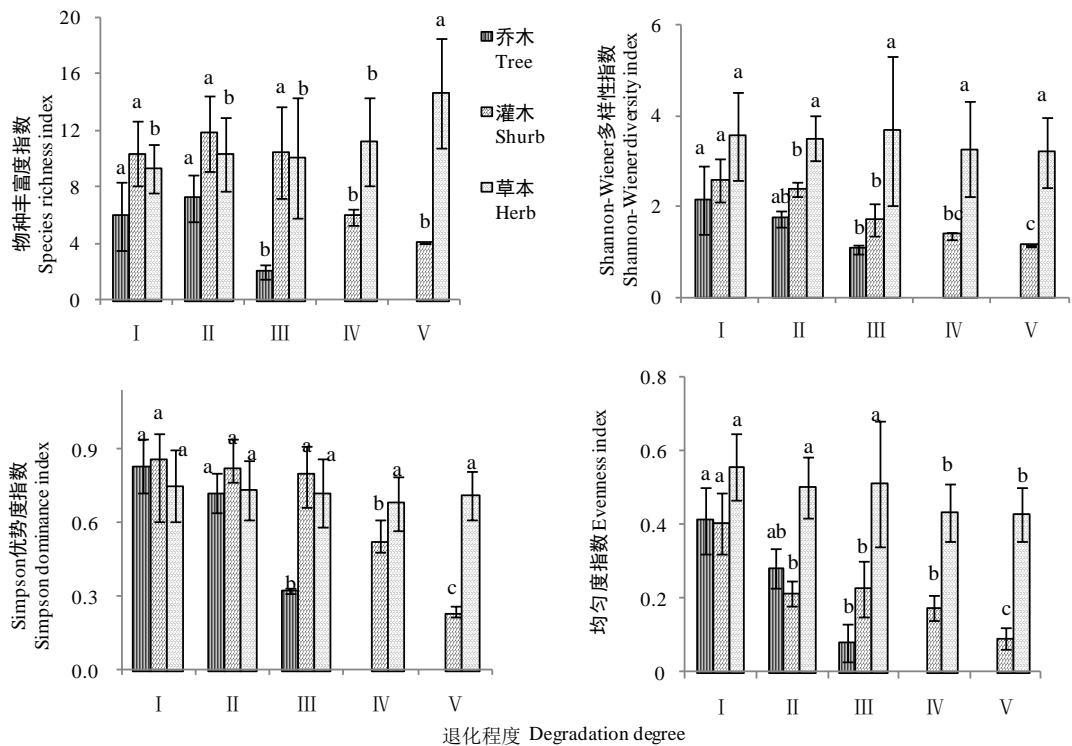 物种丰富度指数
Species richness index
20
16
12
8
4
0
a
a
b
a
a
b
b
a
b
b
b
b
a
I
II
III
IV
V
乔木
Tree
灌木
Shurb
草本
Herb
Shannon-Wiener多样性指数
Shannon-Wiener diversity index
6
4
2
0
a
a
a
ab
b
a
b
b
a
bc
a
c
a
I
II
III
IV
V
Simpson优势度指数
Simpson dominance index
0.9
0.6
0.3
0.0
a
a
a
a
a
a
b
a
a
b
a
c
a
I
II
III
IV
V
均匀度指数 Evenness index
0.8
0.6
0.4
0.2
0
a
a
a
ab
b
a
b
b
a
b
b
c
b
I
II
III
IV
V
退化程度 Degradation degree